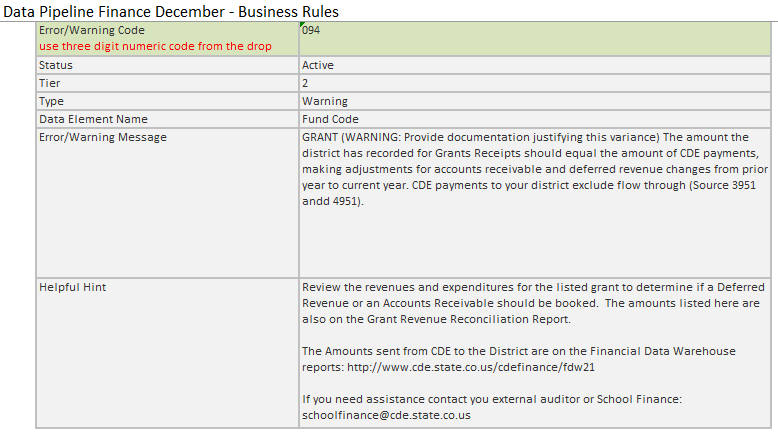 Data Pipeline Finance December - Business Rules
Error/Warning Code
use three digit numeric code from the drop
094
Status
Active
Tier
2
Type
Warning
Data Element Name
Fund Code
Error/Warning Message
GRANT (WARNING: Provide documentation justifying this variance) The amount the
district has recorded for Grants Receipts should equal the amount of CDE payments,
making adjustments for accounts receivable and deferred revenue changes from prior
year to current year. CDE payments to your district exclude flow through (Source 3951
andd 4951).
Helpful Hint
Review the revenues and expenditures for the listed grant to determine if a Deferred
Revenue or an Accounts Receivable should be booked.  The amounts listed here are
also on the Grant Revenue Reconciliation Report.
The Amounts sent from CDE to the District are on the Financial Data Warehouse
reports: http://www.cde.state.co.us/cdefinance/fdw21
If you need assistance contact you external auditor or School Finance:
schoolfinance@cde.state.co.us